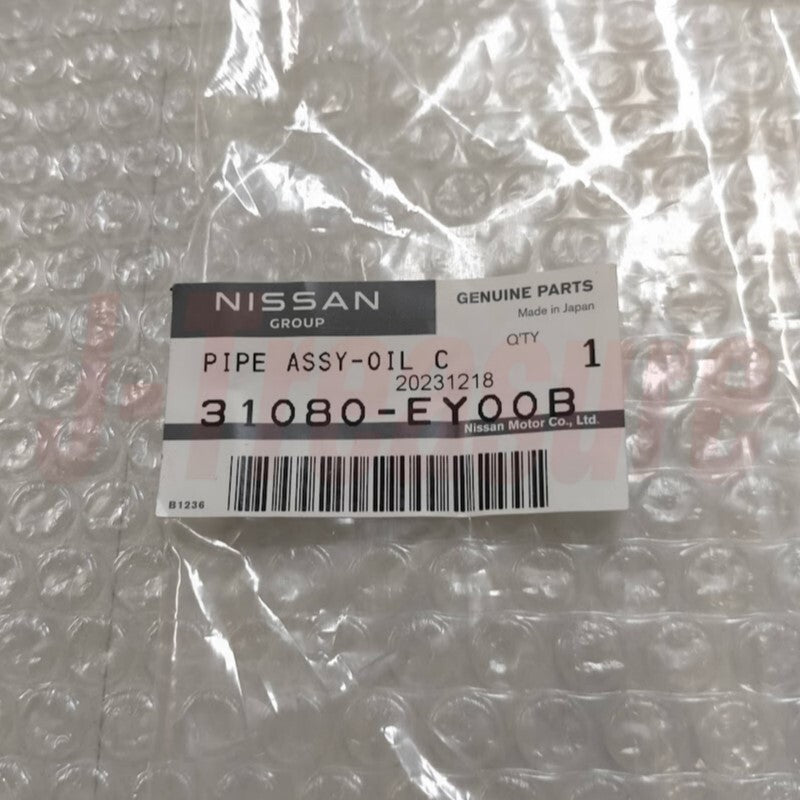 NISSAN
GROUP
GENUINE PARTS
Made in Japan
PIPE ASSY-OIL C
Q'TY 1
20231218
31080-EY00B
Nissan Motor Co., Ltd.
B1236
J-Treasure